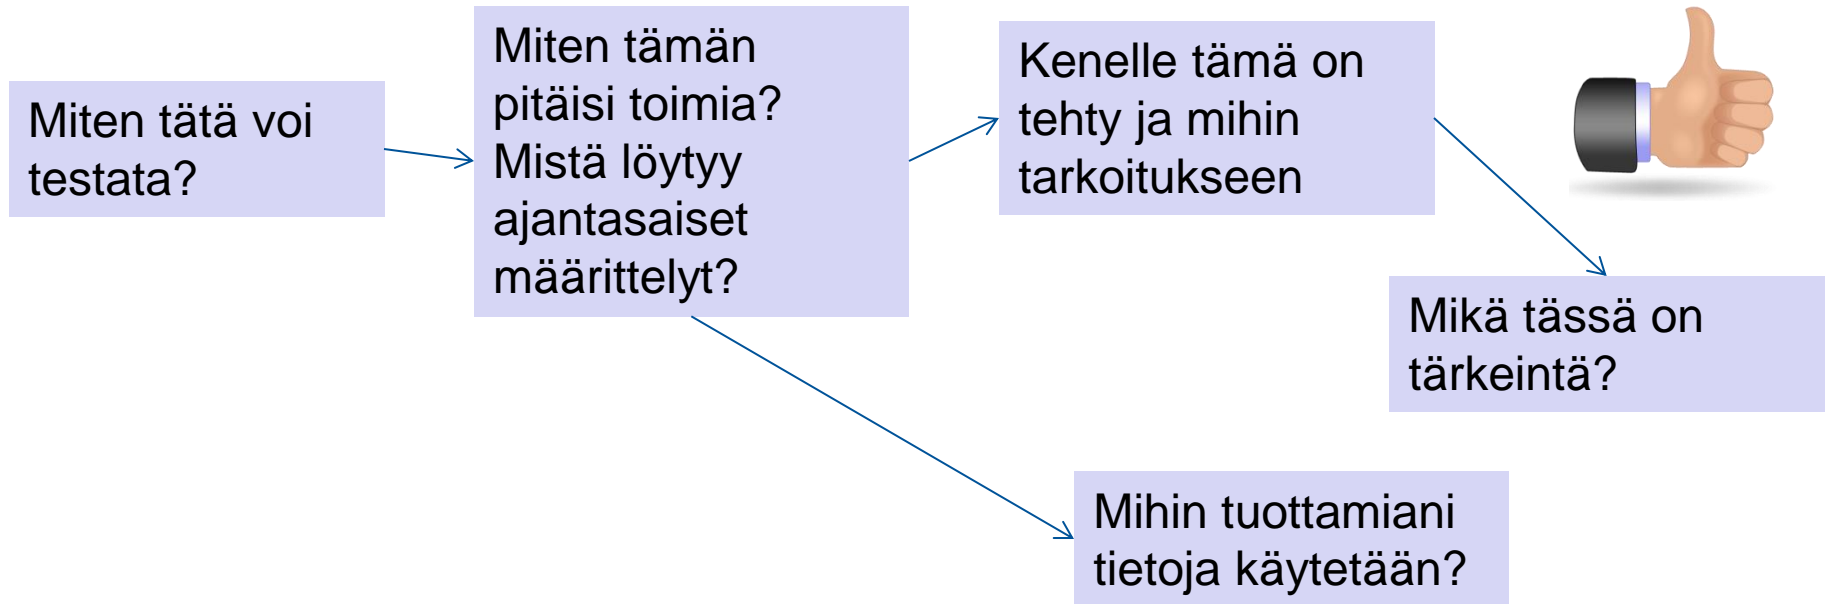 Miten tätä voi
testata?
Miten tämän
pitäisi toimia?
Mistä löytyy
ajantasaiset
määrittelyt?
Kenelle tämä on
tehty ja mihin
tarkoitukseen
Mikä tässä on
tärkeintä?
Mihin tuottamiani
tietoja käytetään?